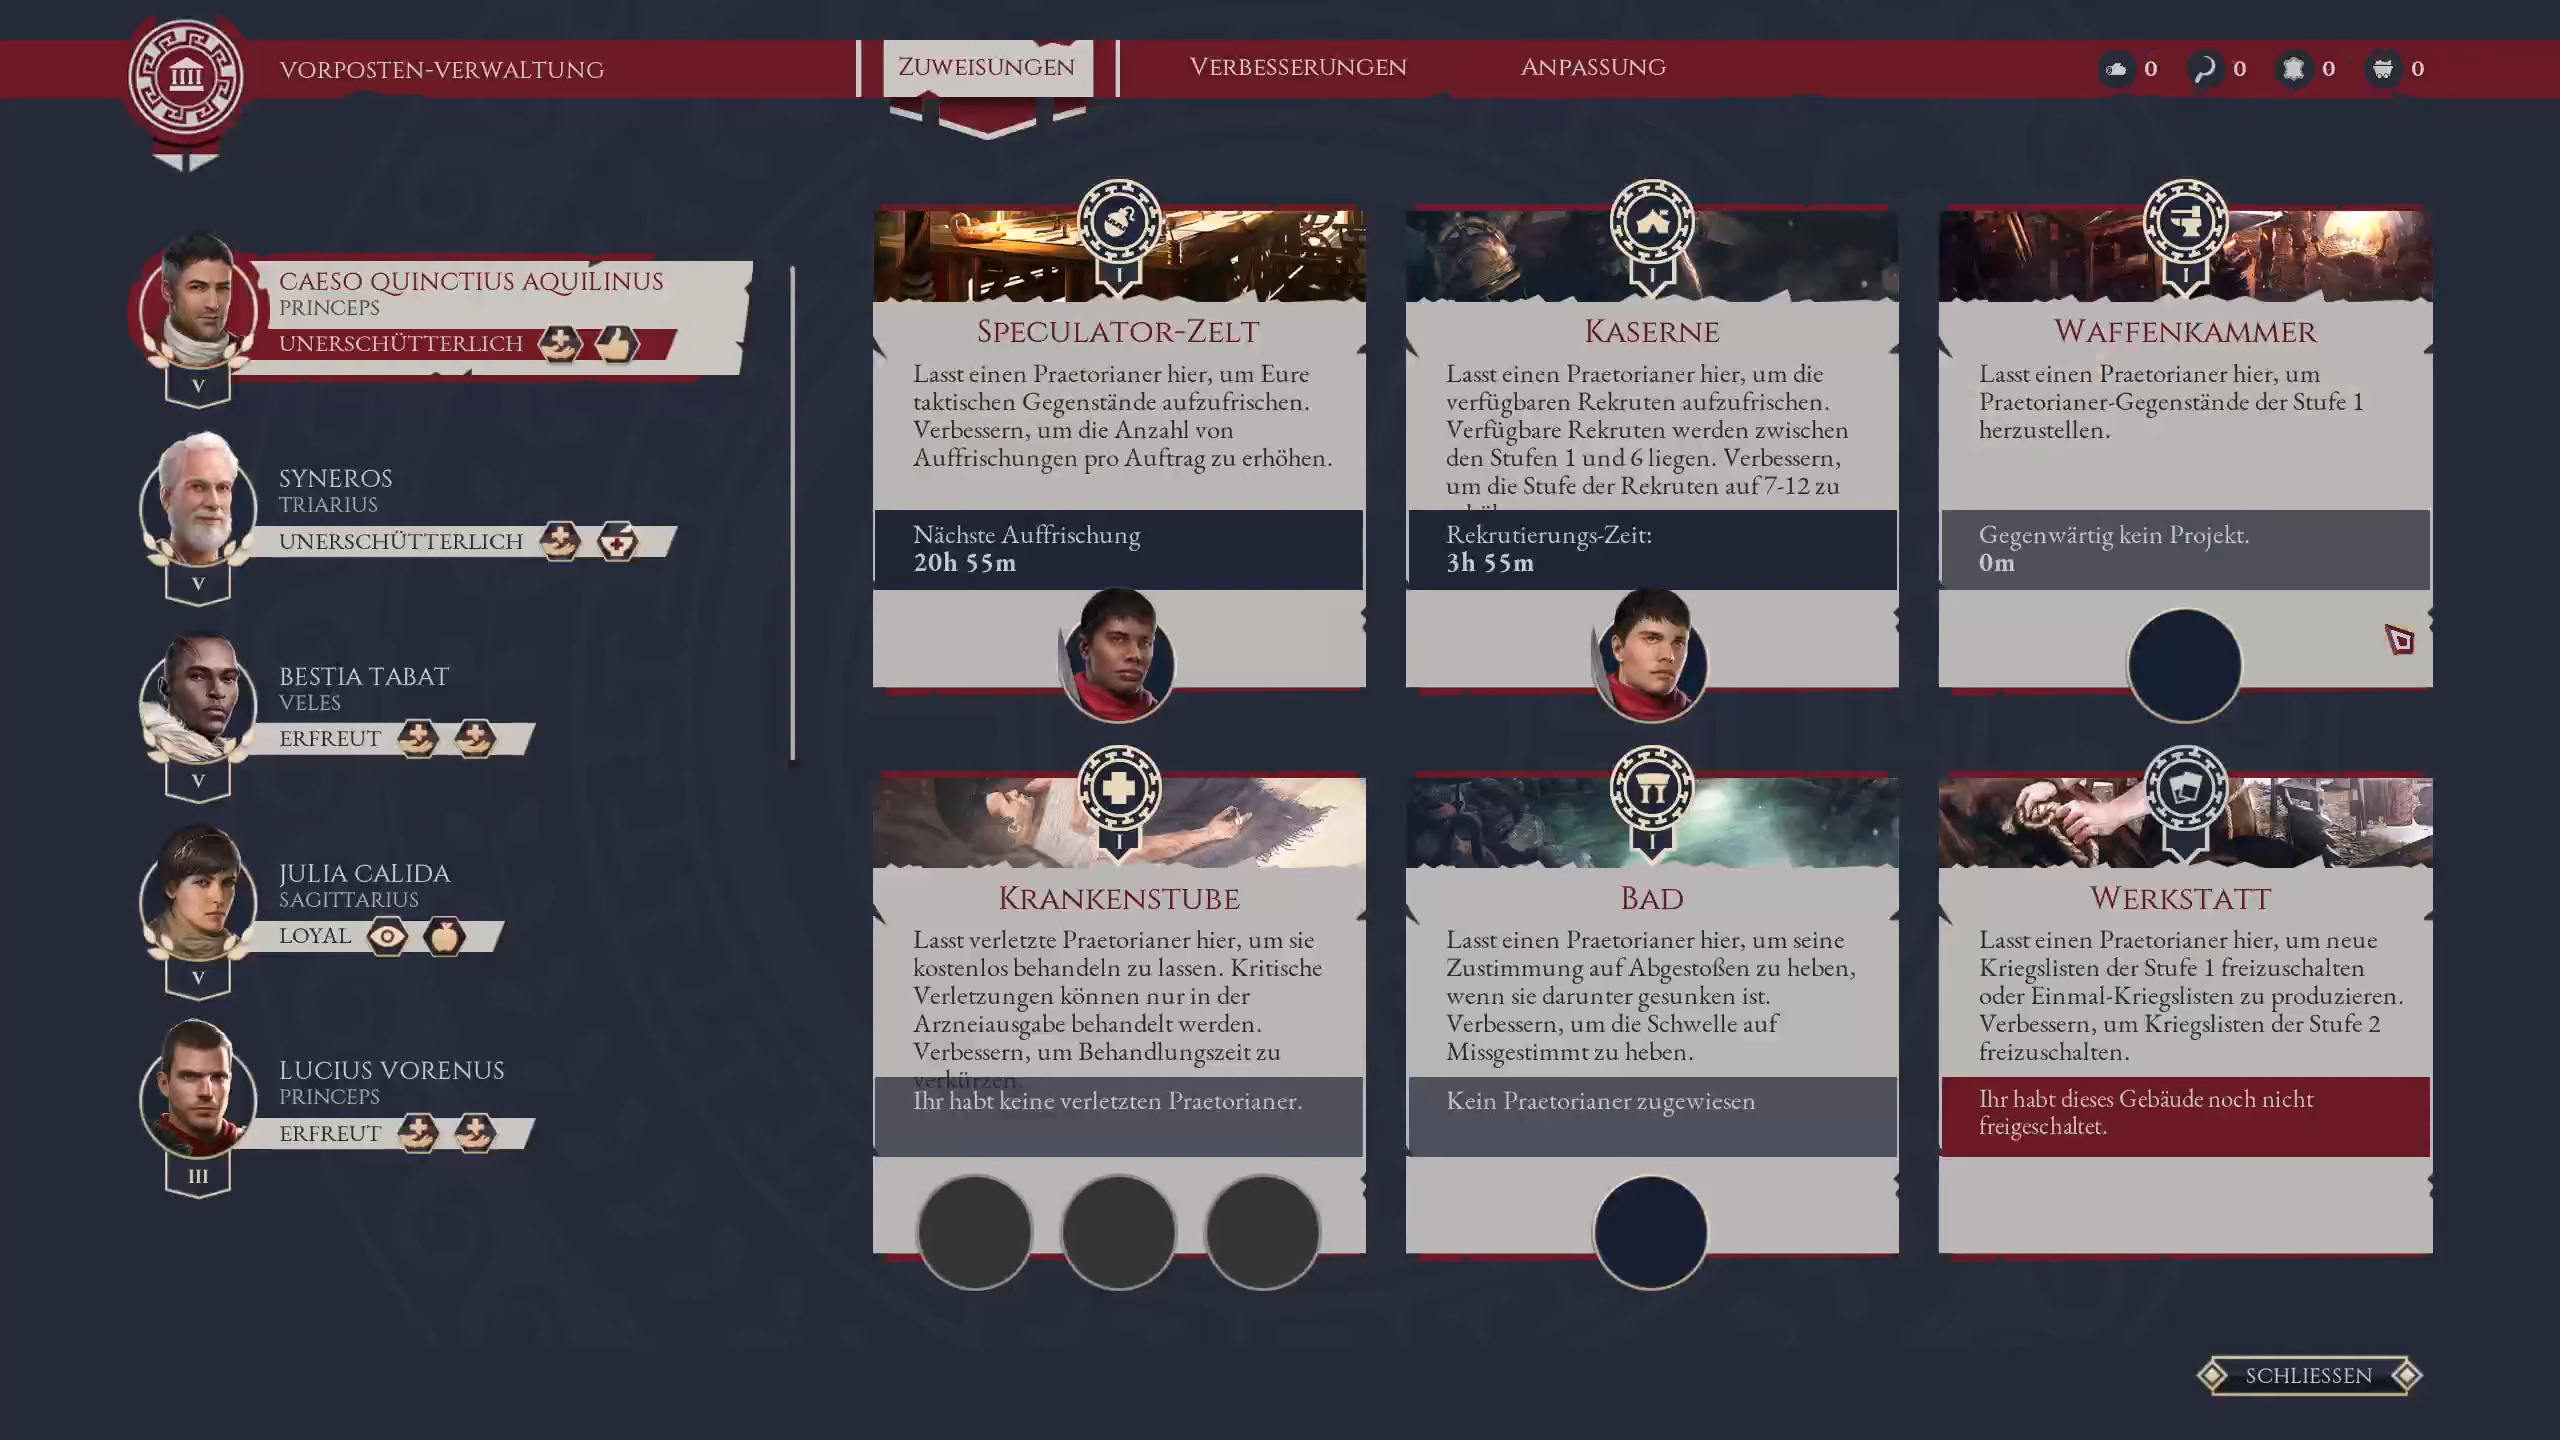 VORPOSTEN-VERWALTUNG
ZUWEISUNGEN
VERBESSERUNGEN
ANPASSUNG
0
0
0
0
CAESO QUINCTIUS AQUILINUS
PRINCEPS
UNERSCHÜTTERLICH
V
SYNEROS
TRIARIUS
UNERSCHÜTTERLICH
V
BESTIA TABAT
VELES
ERFREUT
V
JULIA CALIDA
SAGITTARIUS
LOYAL
V
LUCIUS VORENUS
PRINCEPS
ERFREUT
III
I
SPECULATOR-ZELT
Lasst einen Praetorianer hier, um Eure
taktischen Gegenstände aufzufrischen.
Verbessern, um die Anzahl von
Auffrischungen pro Auftrag zu erhöhen.
Nächste Auffrischung
20h 55m
I
KASERNE
Lasst einen Praetorianer hier, um die
verfügbaren Rekruten aufzufrischen.
Verfügbare Rekruten werden zwischen
den Stufen 1 und 6 liegen. Verbessern,
um die Stufe der Rekruten auf 7-12 zu
Rekrutierungs-Zeit:
3h 55m
I
WAFFENKAMMER
Lasst einen Praetorianer hier, um
Praetorianer-Gegenstände der Stufe 1
herzustellen.
Gegenwärtig kein Projekt.
0m
I
KRANKENSTUBE
Lasst verletzte Praetorianer hier, um sie
kostenlos behandeln zu lassen. Kritische
Verletzungen können nur in der
Arzneiausgabe behandelt werden.
Verbessern, um Behandlungszeit zu
verkürzen.
Ihr habt keine verletzten Praetorianer.
I
BAD
Lasst einen Praetorianer hier, um seine
Zustimmung auf Abgestoßen zu heben,
wenn sie darunter gesunken ist.
Verbessern, um die Schwelle auf
Missgestimmt zu heben.
Kein Praetorianer zugewiesen
WERKSTATT
Lasst einen Praetorianer hier, um neue
Kriegslisten der Stufe 1 freizuschalten
oder Einmal-Kriegslisten zu produzieren.
Verbessern, um Kriegslisten der Stufe 2
freizuschalten.
Ihr habt dieses Gebäude noch nicht
freigeschaltet.
SCHLIESSEN